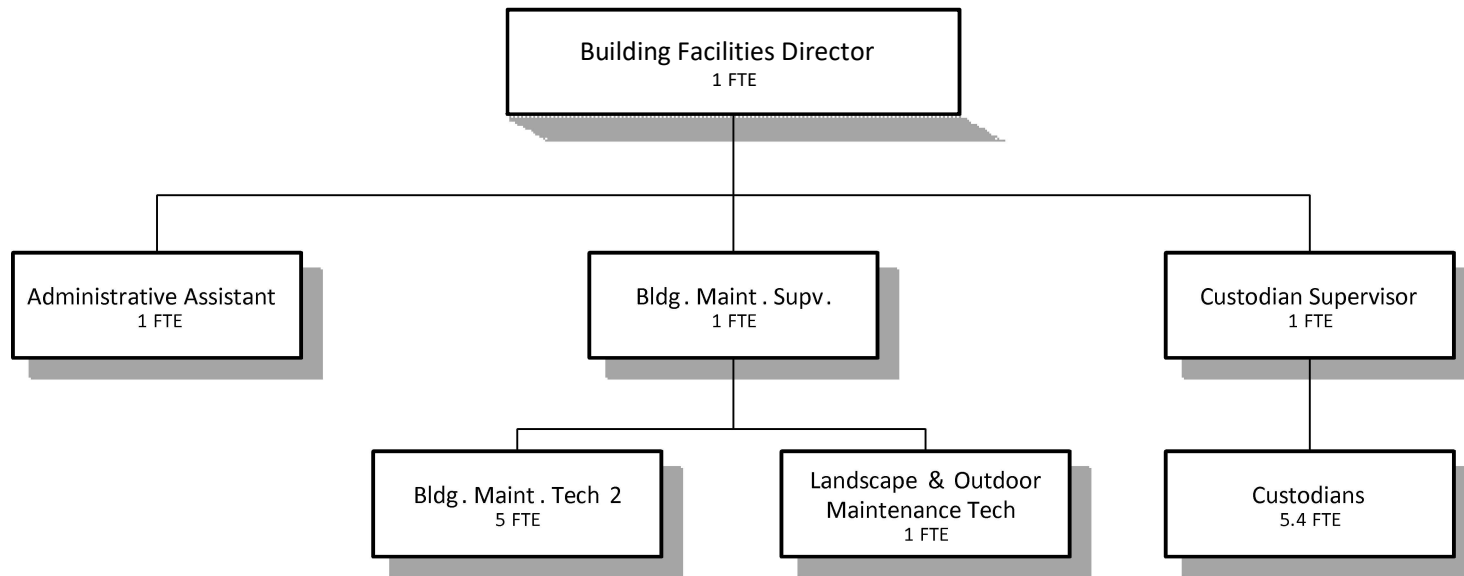 Building Facilities Director
1 FTE
Administrative Assistant
1 FTE
Bldg. Maint. Supv.
1 FTE
Custodian Supervisor
1 FTE
Bldg. Maint. Tech 2
5 FTE
Landscape & Outdoor
Maintenance Tech
1 FTE
Custodians
5.4 FTE